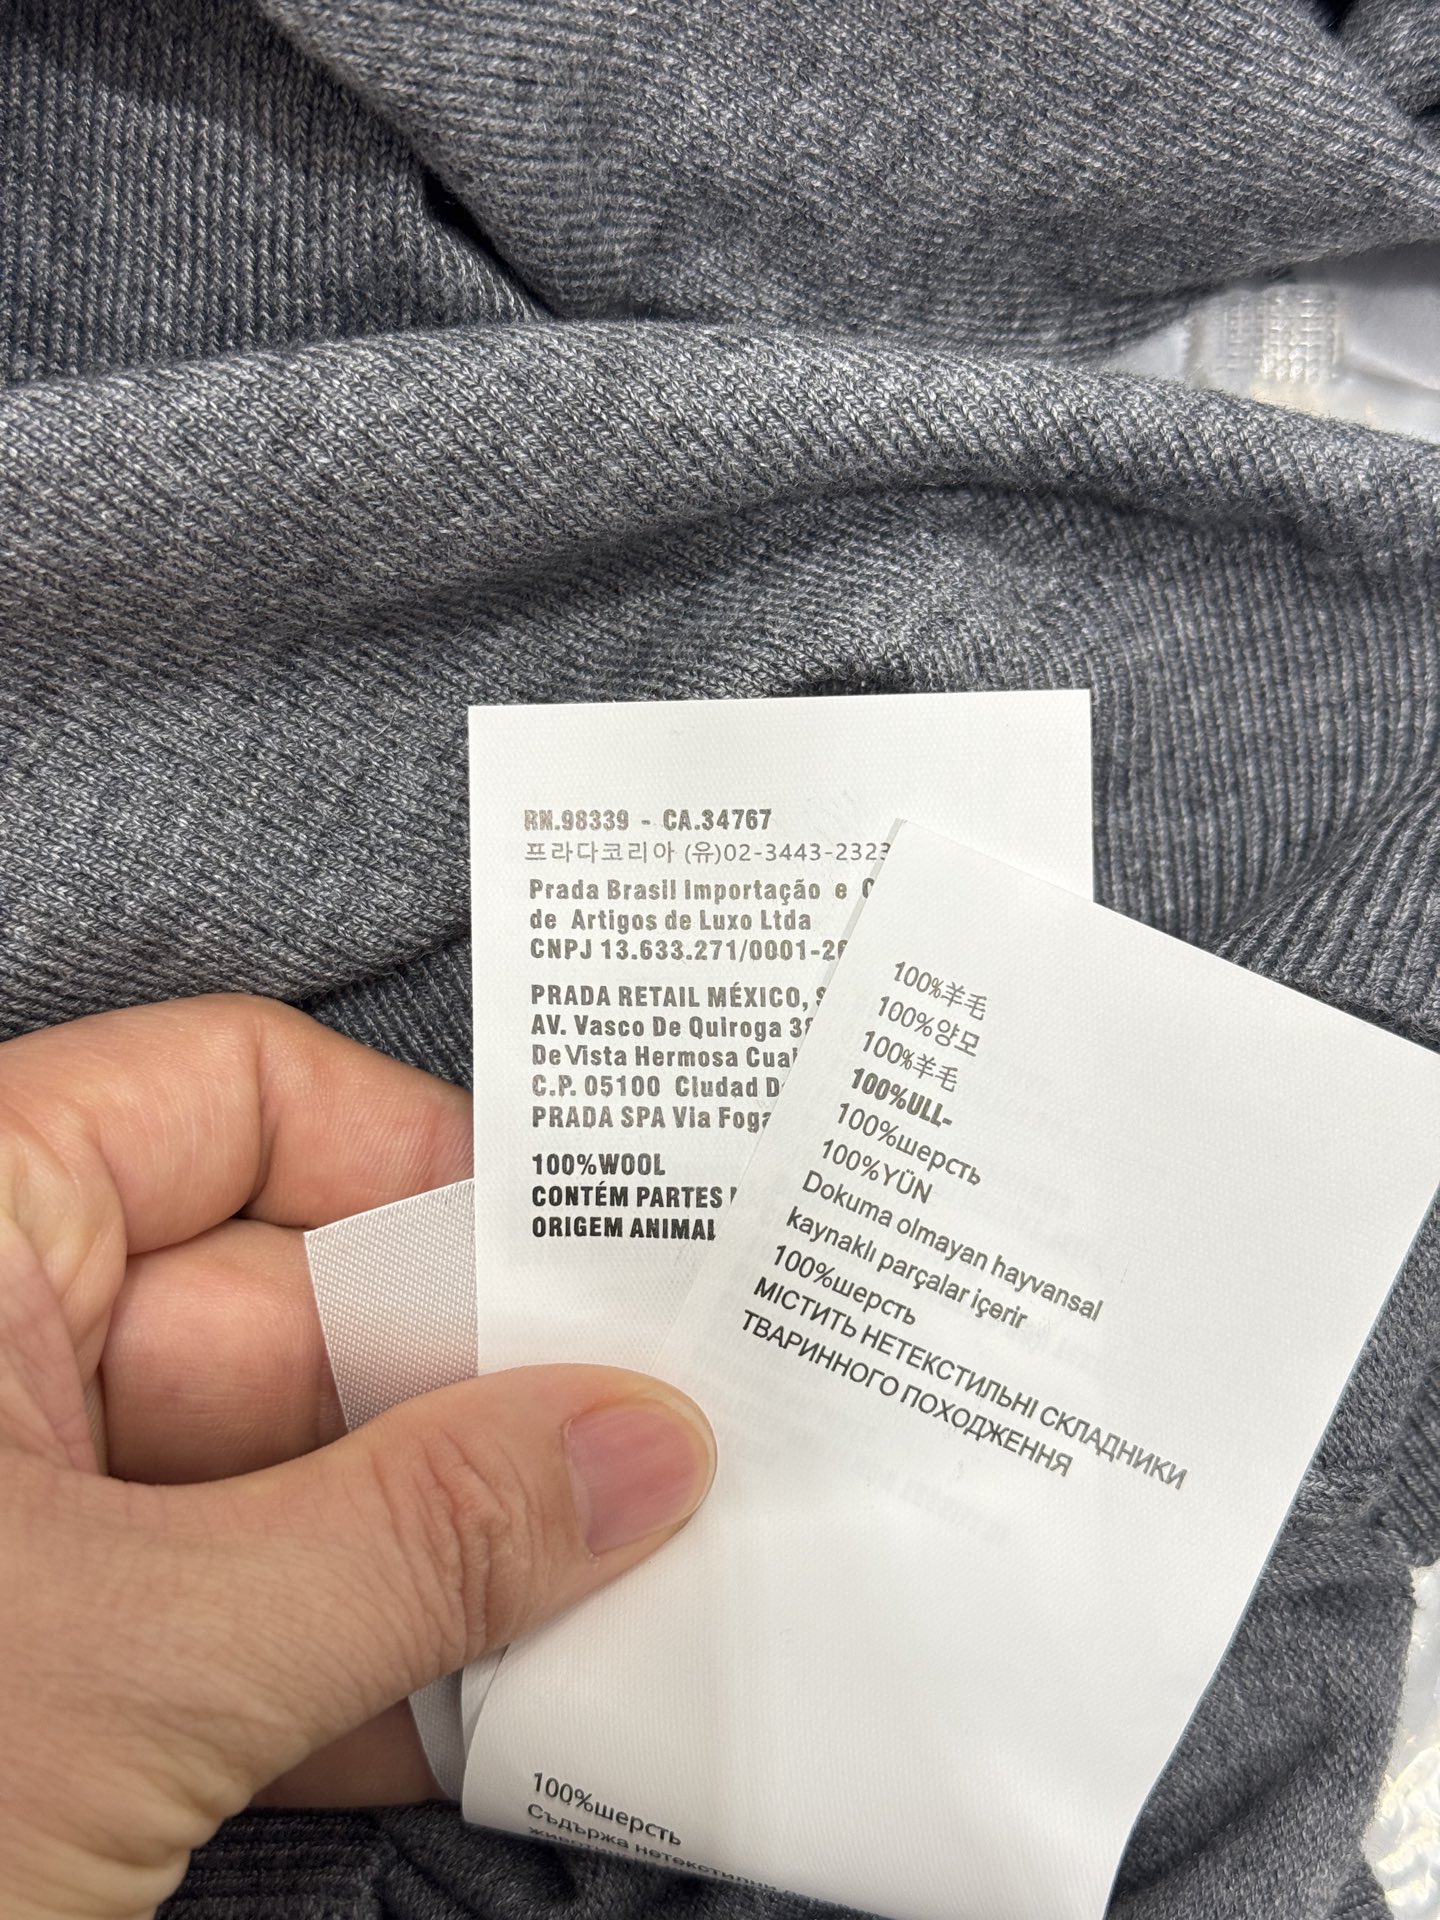 RN.98339 - CA.34767
프라다코리아 (유)02-3443-2323
Prada Brasil Importação e
de Artigos de Luxo Ltda
CNPJ 13.633.271/0001-26
PRADA RETAIL MÉXICO,
AV. Vasco De Quiroga
De Vista Hermosa
C.P. 05100 Ciudad
PRADA SPA Via
100%WOOL
CONTÉM PARTES
ORIGEM ANIMAL
100%羊毛
100%양모
100%羊毛
100%ULL-
100%шерсть
100%YÜN
Dokuma olmayan hayvansal
kaynaklı parçalar içerir
100%шерсть
МІСТИТЬ НЕТЕКСТИЛЬНІ СКЛАДНИКИ
ТВАРИННОГО ПОХОДЖЕННЯ
100%шерсть
Съдържа нетекстилни